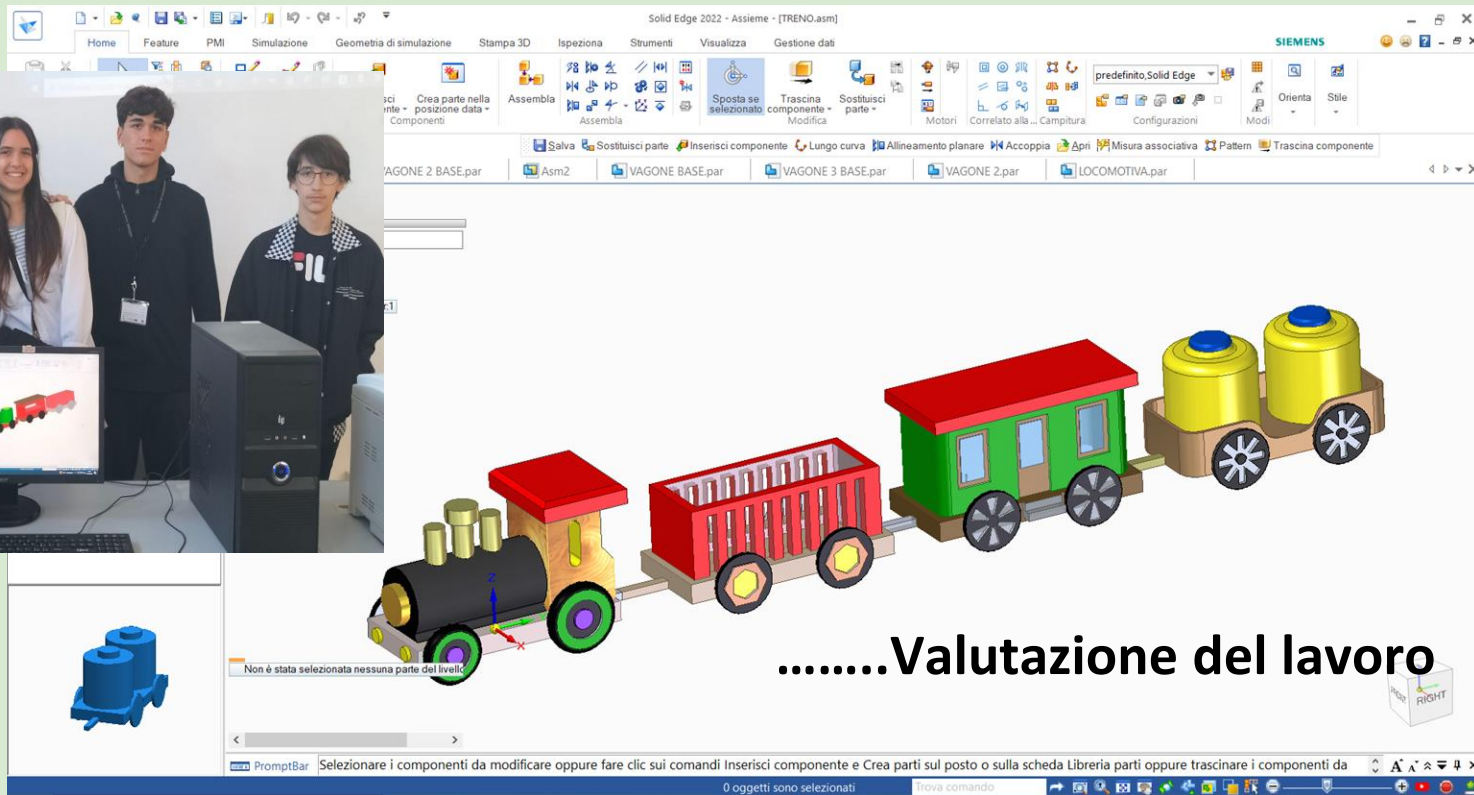 Solid Edge 2022 - Assieme - [TRENO.asm]
Home Feature PMI Simulazione Geometria di simulazione Stampa 3D Ispeziona Strumenti Visualizza Gestione dati SIEMENS
Crea parte nella posizione data
Assembla
Sposta se selezionato
Trascina componente
Sostituisci parte
predefinito,Solid Edge
Orienta
Stile
Componenti Assembla Modifica Motori Correlato alla ... Campitura Configurazioni Modi
Salva Sostituisci parte Inserisci componente Lungo curva Allineamento planare Accoppia Apri Misura associativa Pattern Trascina componente
VAGONE 2 BASE.par Asm2 VAGONE BASE.par VAGONE 3 BASE.par VAGONE 2.par LOCOMOTIVA.par
FIL
Z
X
Non è stata selezionata nessuna parte del livello
........Valutazione del lavoro
RIGHT
PromptBar Selezionare i componenti da modificare oppure fare clic sui comandi Inserisci componente e Crea parti sul posto o sulla scheda Libreria parti oppure trascinare i componenti da
0 oggetti sono selezionati Trova comando